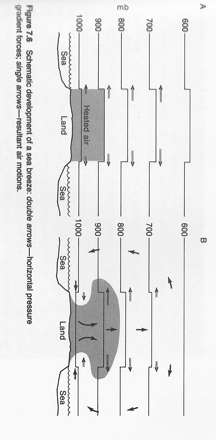 A
mb
600
700
800
900
1000
Heated air
Sea
Land
Sea
B
600
700
800
900
1000
Sea
Land
Sea
Figure 7.6 Schematic development of a sea breeze: double arrows—horizontal pressure
gradient forces; single arrows—resultant air motions.